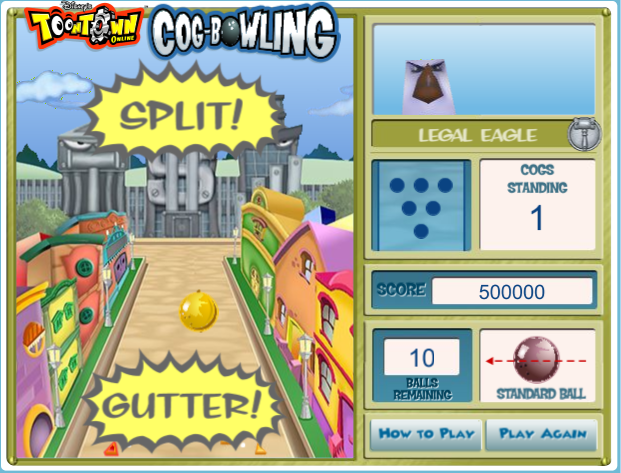 Disney's
TOONTOWN
ONLINE
COG-BOWLING
SPLIT!
LEGAL EAGLE
COGS
STANDING
1
SCORE 500000
10
BALLS
REMAINING
STANDARD BALL
GUTTER!
HOW TO PLAY
PLAY AGAIN